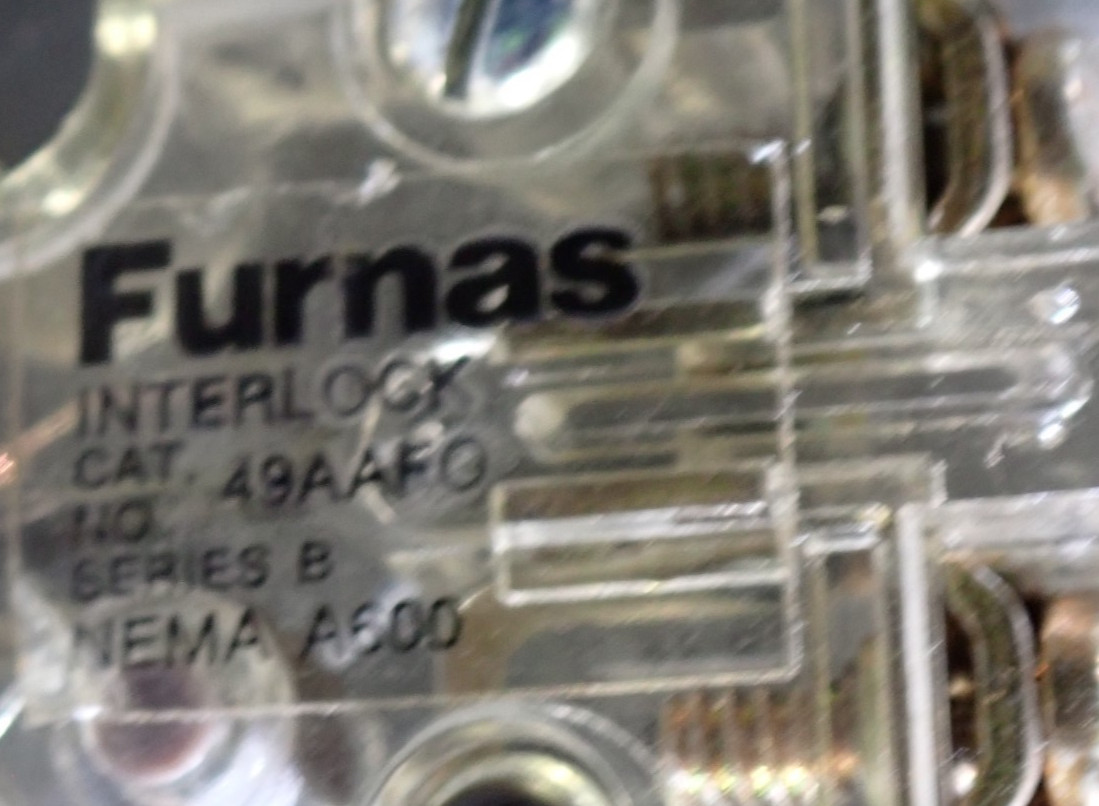 Furnas
INTERLOCK
CAT. 49AAFO
NO.
SERIES B
NEMA A600